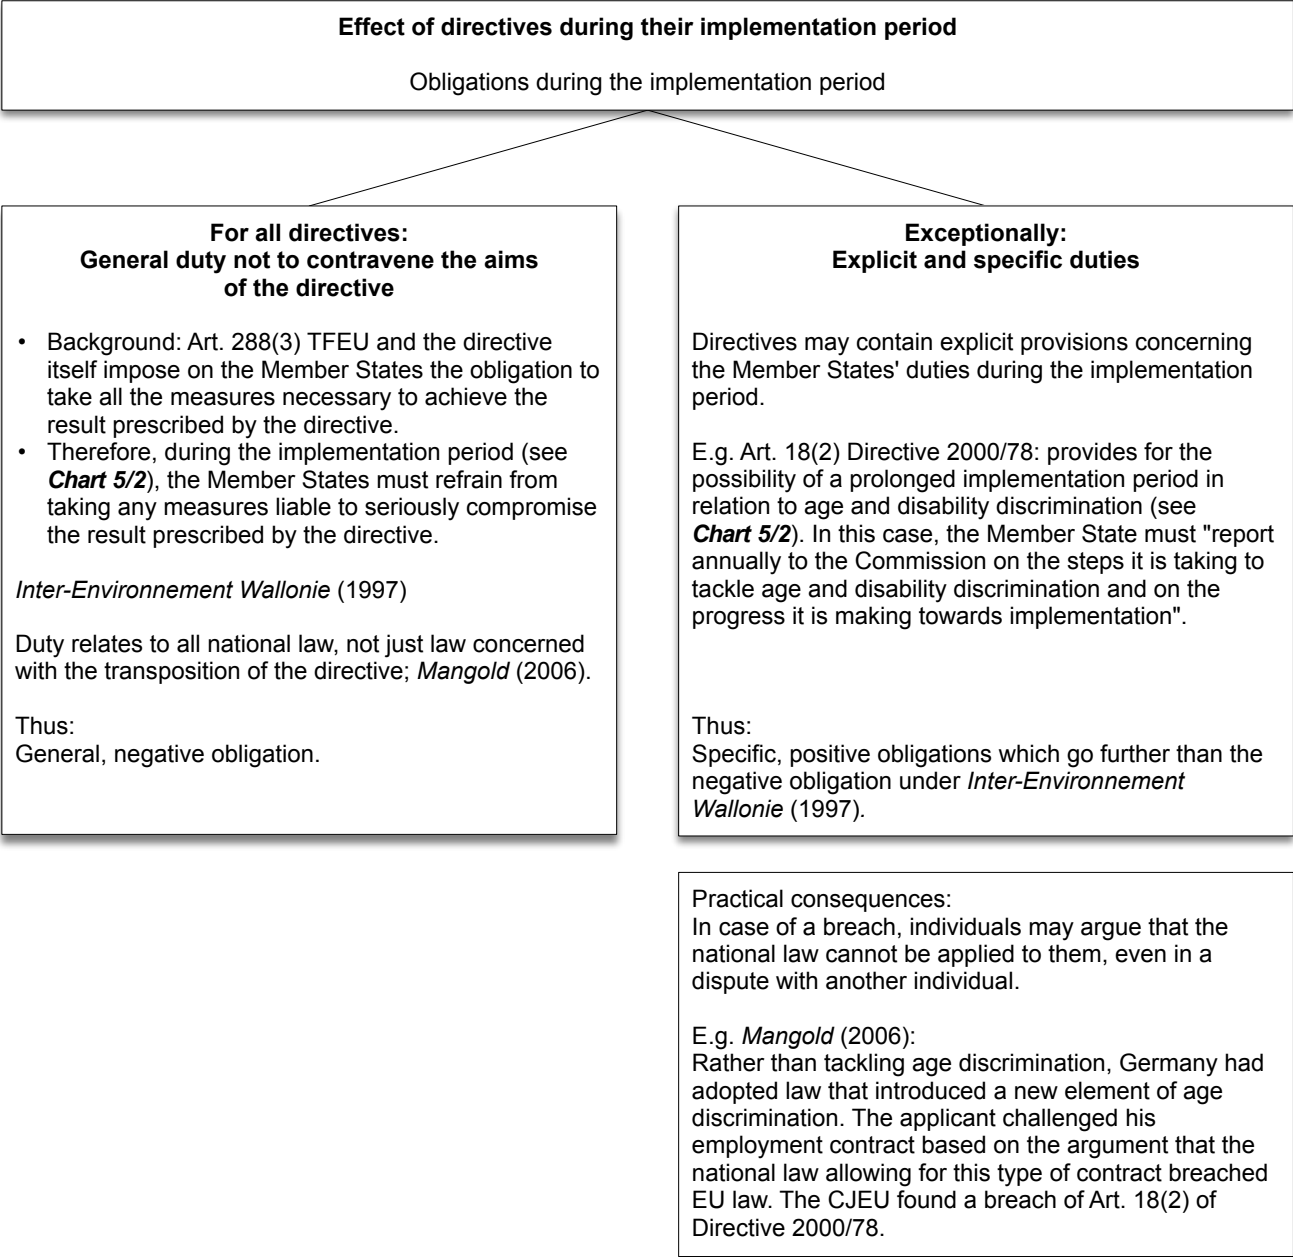 Effect of directives during their implementation period
Obligations during the implementation period
For all directives:
General duty not to contravene the aims
of the directive
• Background: Art. 288(3) TFEU and the directive
itself impose on the Member States the obligation to
take all the measures necessary to achieve the
result prescribed by the directive.
• Therefore, during the implementation period (see
Chart 5/2), the Member States must refrain from
taking any measures liable to seriously compromise
the result prescribed by the directive.
Inter-Environnement Wallonie (1997)
Duty relates to all national law, not just law concerned
with the transposition of the directive; Mangold (2006).
Thus:
General, negative obligation.
Exceptionally:
Explicit and specific duties
Directives may contain explicit provisions concerning
the Member States' duties during the implementation
period.
E.g. Art. 18(2) Directive 2000/78: provides for the
possibility of a prolonged implementation period in
relation to age and disability discrimination (see
Chart 5/2). In this case, the Member State must "report
annually to the Commission on the steps it is taking to
tackle age and disability discrimination and on the
progress it is making towards implementation".
Thus:
Specific, positive obligations which go further than the
negative obligation under Inter-Environnement
Wallonie (1997).
Practical consequences:
In case of a breach, individuals may argue that the
national law cannot be applied to them, even in a
dispute with another individual.
E.g. Mangold (2006):
Rather than tackling age discrimination, Germany had
adopted law that introduced a new element of age
discrimination. The applicant challenged his
employment contract based on the argument that the
national law allowing for this type of contract breached
EU law. The CJEU found a breach of Art. 18(2) of
Directive 2000/78.